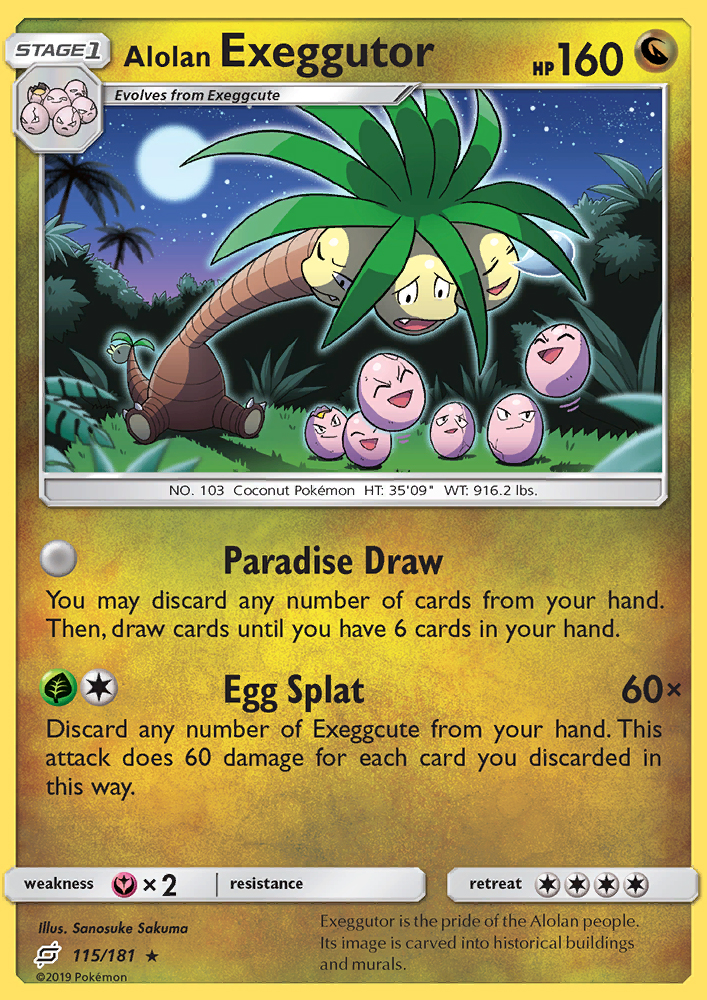 STAGE1
Alolan Exeggutor
HP 160
Evolves from Exeggcute
NO. 103 Coconut Pokémon HT: 35'09" WT: 916.2 lbs.
Paradise Draw
You may discard any number of cards from your hand.
Then, draw cards until you have 6 cards in your hand.
Egg Splat 60×
Discard any number of Exeggcute from your hand. This
attack does 60 damage for each card you discarded in
this way.
weakness ×2 resistance retreat
Illus. Sanosuke Sakuma
115/181 ★
©2019 Pokémon
Exeggutor is the pride of the Alolan people.
Its image is carved into historical buildings
and murals.